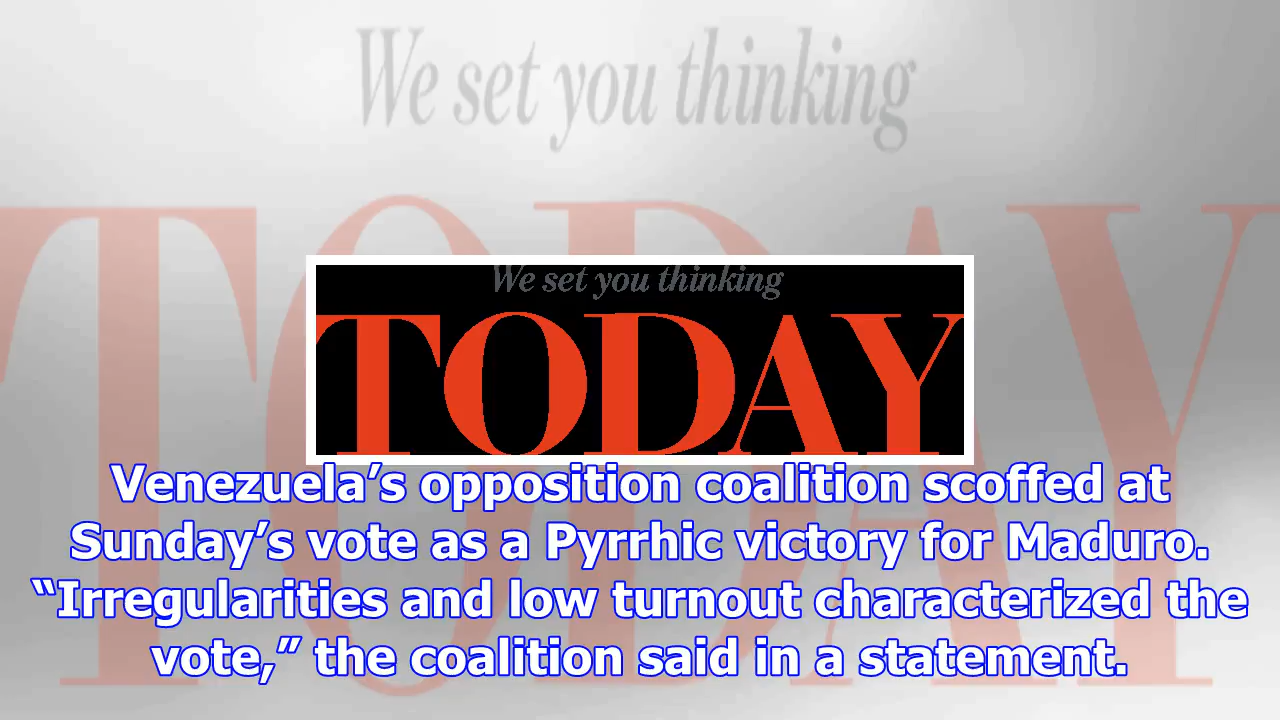 We set you thinking
TODAY
We set you thinking
TODAY
Venezuela’s opposition coalition scoffed at
Sunday’s vote as a Pyrrhic victory for Maduro.
“Irregularities and low turnout characterized the
vote,” the coalition said in a statement.